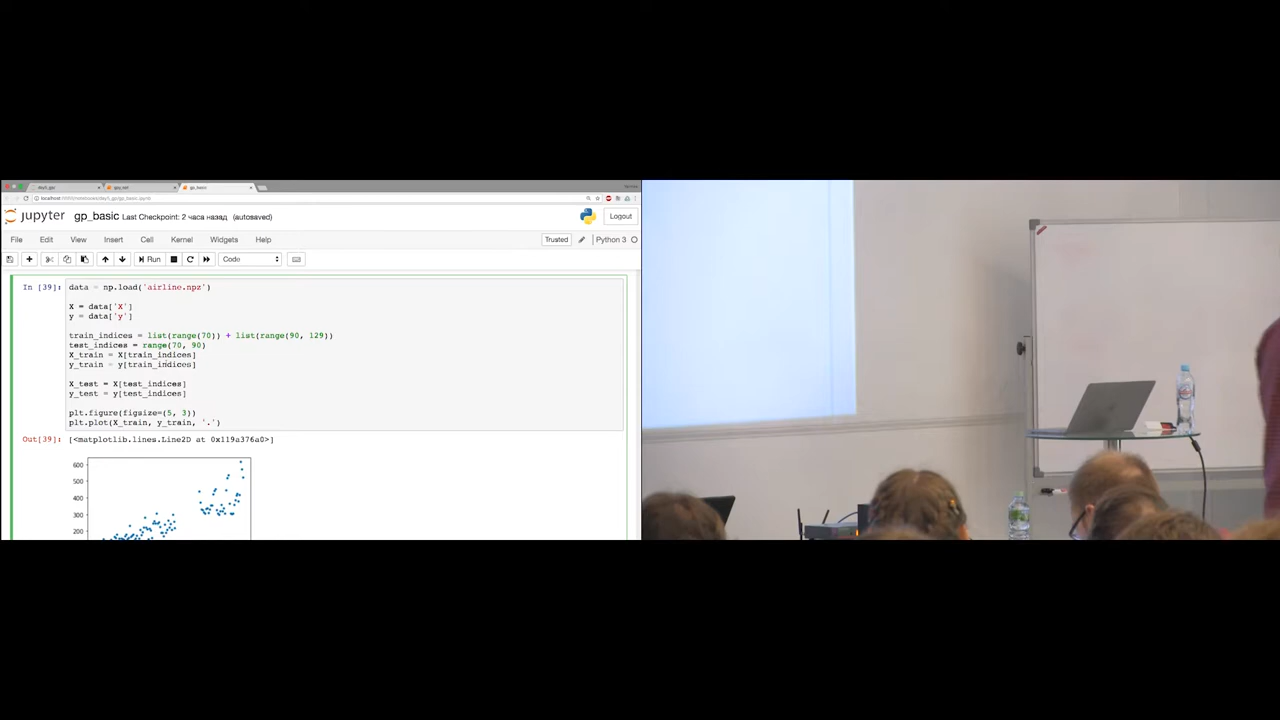 day5_gp
gp_basic
localhost
jupyter gp_basic Last Checkpoint: 2 часа назад (autosaved)
Logout
File Edit View Insert Cell Kernel Widgets Help
Trusted Python 3
Run Code
In [39]: data = np.load('airline.npz')
X = data['X']
y = data['y']
train_indices = list(range(70)) + list(range(90, 129))
test_indices = range(70, 90)
X_train = X[train_indices]
y_train = y[train_indices]
X_test = X[test_indices]
y_test = y[test_indices]
plt.figure(figsize=(5, 3))
plt.plot(X_train, y_train, '.')
Out[39]: [<matplotlib.lines.Line2D at 0x119a376a0>]
600
500
400
300
200